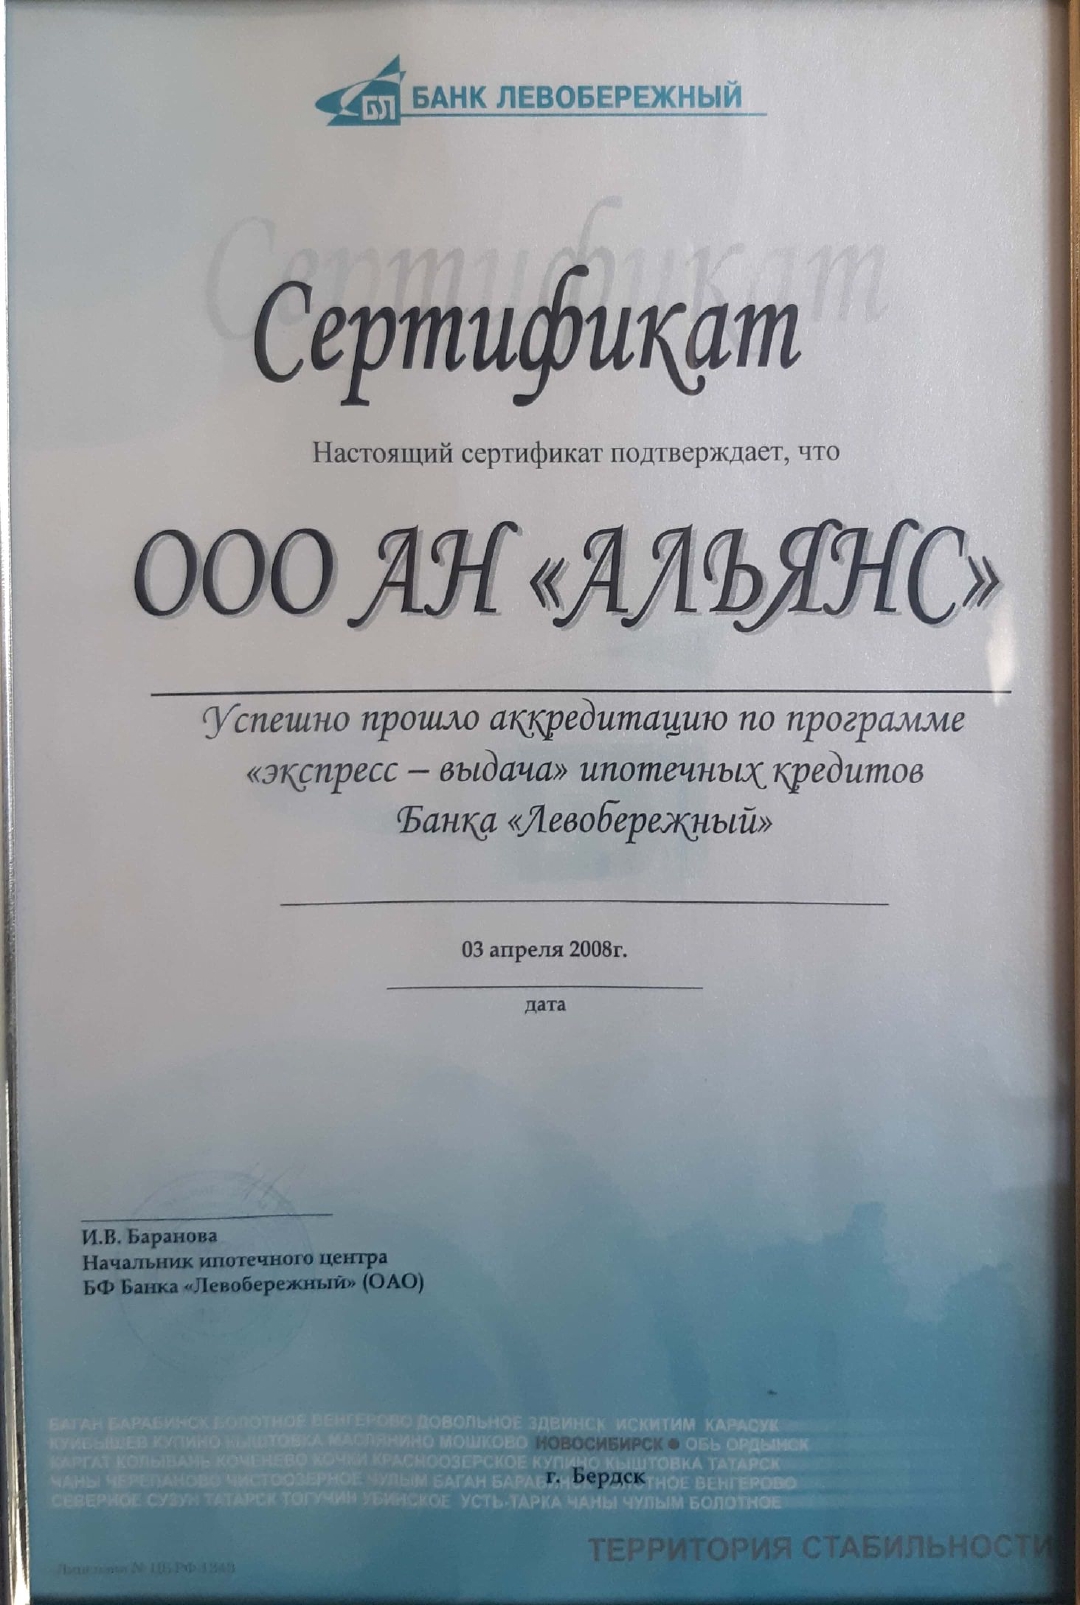 БЛ БАНК ЛЕВОБЕРЕЖНЫЙ
Сертификат
Сертификат
Настоящий сертификат подтверждает, что
ООО АН «АЛЬЯНС»
Успешно прошло аккредитацию по программе
«экспресс – выдача» ипотечных кредитов
Банка «Левобережный»
03 апреля 2008г.
дата
И.В. Баранова
Начальник ипотечного центра
БФ Банка «Левобережный» (ОАО)
БАГАН БАРАБИНСК БОЛОТНОЕ ВЕНГЕРОВО ДОВОЛЬНОЕ ЗДВИНСК ИСКИТИМ КАРАСУК
КУЙБЫШЕВ КУПИНО КЫШТОВКА МАСЛЯНИНО МОШКОВО НОВОСИБИРСК ● ОБЬ ОРДЫНСК
КАРГАТ КОЛЫВАНЬ КОЧЕНЕВО КОЧКИ КРАСНООЗЕРСКОЕ КУПИНО КЫШТОВКА ТАТАРСК
ЧАНЫ ЧЕРЕПАНОВО ЧИСТООЗЕРНОЕ ЧУЛЫМ БАГАН БАРАБИНСК БОЛОТНОЕ ВЕНГЕРОВО
г. Бердск
СЕВЕРНОЕ СУЗУН ТАТАРСК ТОГУЧИН УБИНСКОЕ УСТЬ-ТАРКА ЧАНЫ ЧУЛЫМ БОЛОТНОЕ
ТЕРРИТОРИЯ СТАБИЛЬНОСТИ